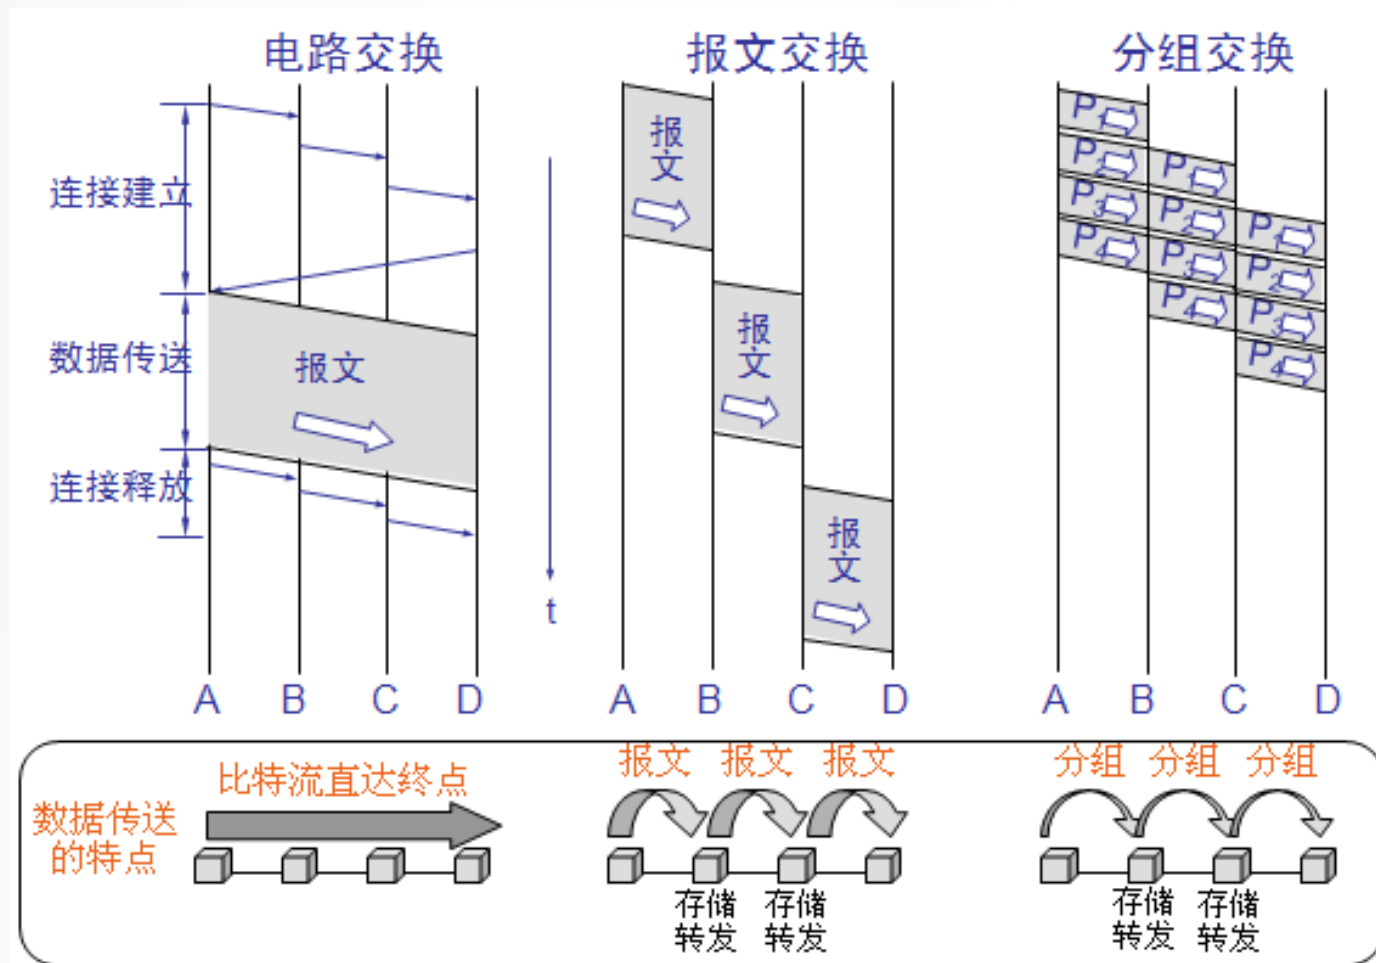 电路交换
报文交换
分组交换
连接建立
数据传送
连接释放
报文
t
A B C D
报文
报文
报文
A B C D
P1
P2 P1
P3 P2 P1
P4 P3 P2
P4 P3
P4
A B C D
数据传送
的特点
比特流直达终点
报文 报文 报文
存储 存储
转发 转发
分组 分组 分组
存储 存储
转发 转发